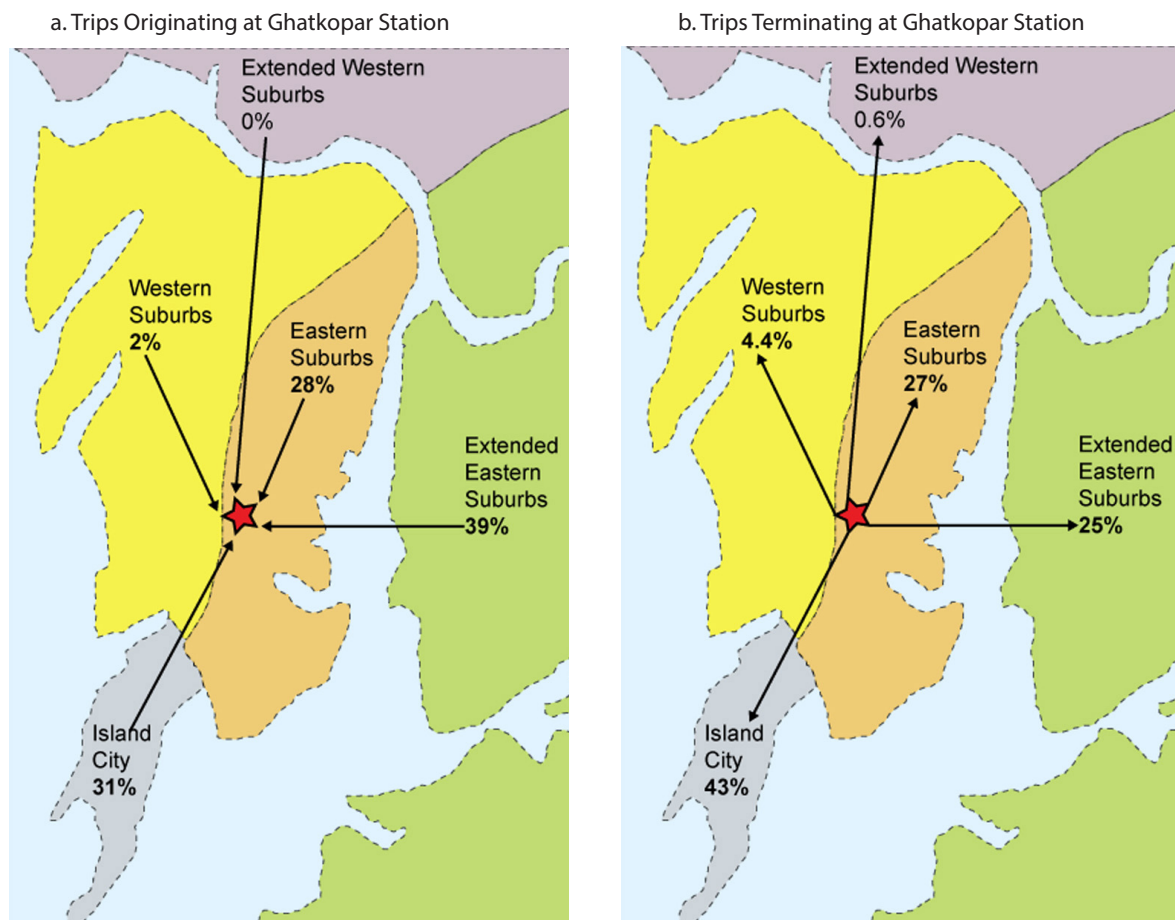 a. Trips Originating at Ghatkopar Station
Extended Western
Suburbs
0%
Western
Suburbs
2%
Eastern
Suburbs
28%
Extended
Eastern
Suburbs
39%
Island
City
31%
b. Trips Terminating at Ghatkopar Station
Extended Western
Suburbs
0.6%
Western
Suburbs
4.4%
Eastern
Suburbs
27%
Extended
Eastern
Suburbs
25%
Island
City
43%